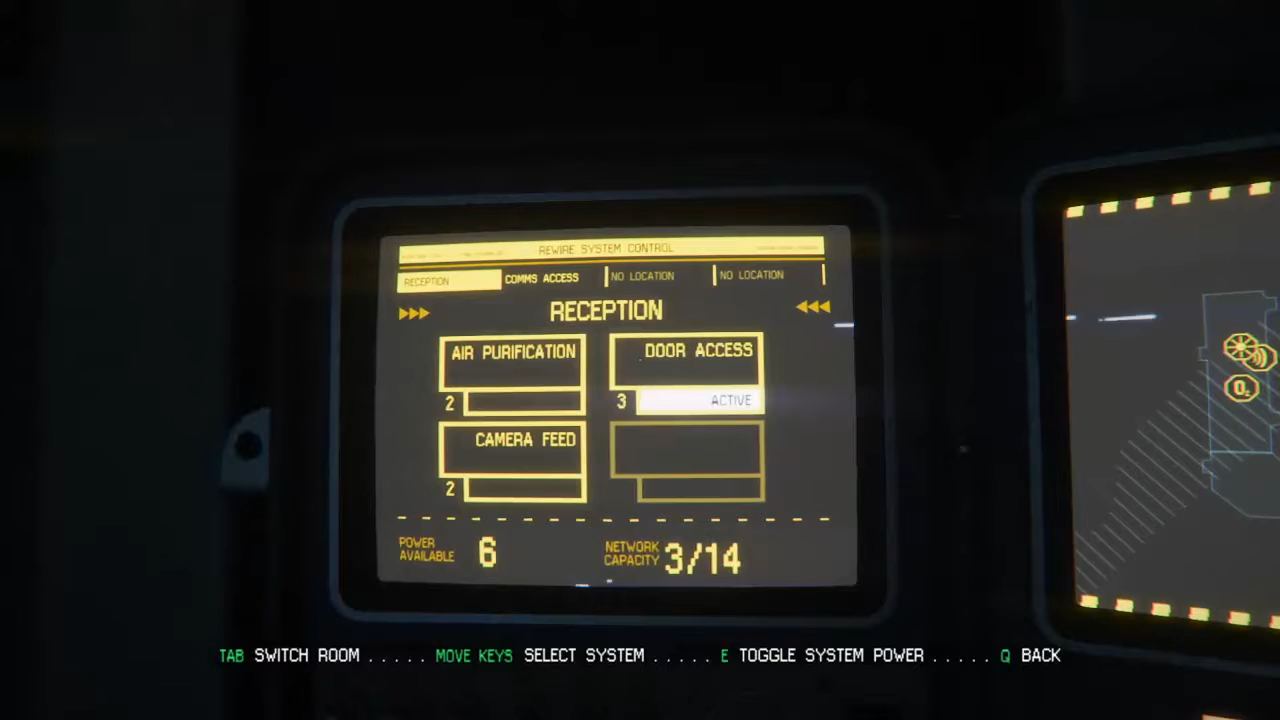 REWIRE SYSTEM CONTROL
RECEPTION COMMS ACCESS NO LOCATION NO LOCATION
RECEPTION
AIR PURIFICATION
2
DOOR ACCESS
3 ACTIVE
CAMERA FEED
2
POWER AVAILABLE 6
NETWORK CAPACITY 3/14
O₂
TAB SWITCH ROOM ..... MOVE KEYS SELECT SYSTEM ..... E TOGGLE SYSTEM POWER ..... Q BACK